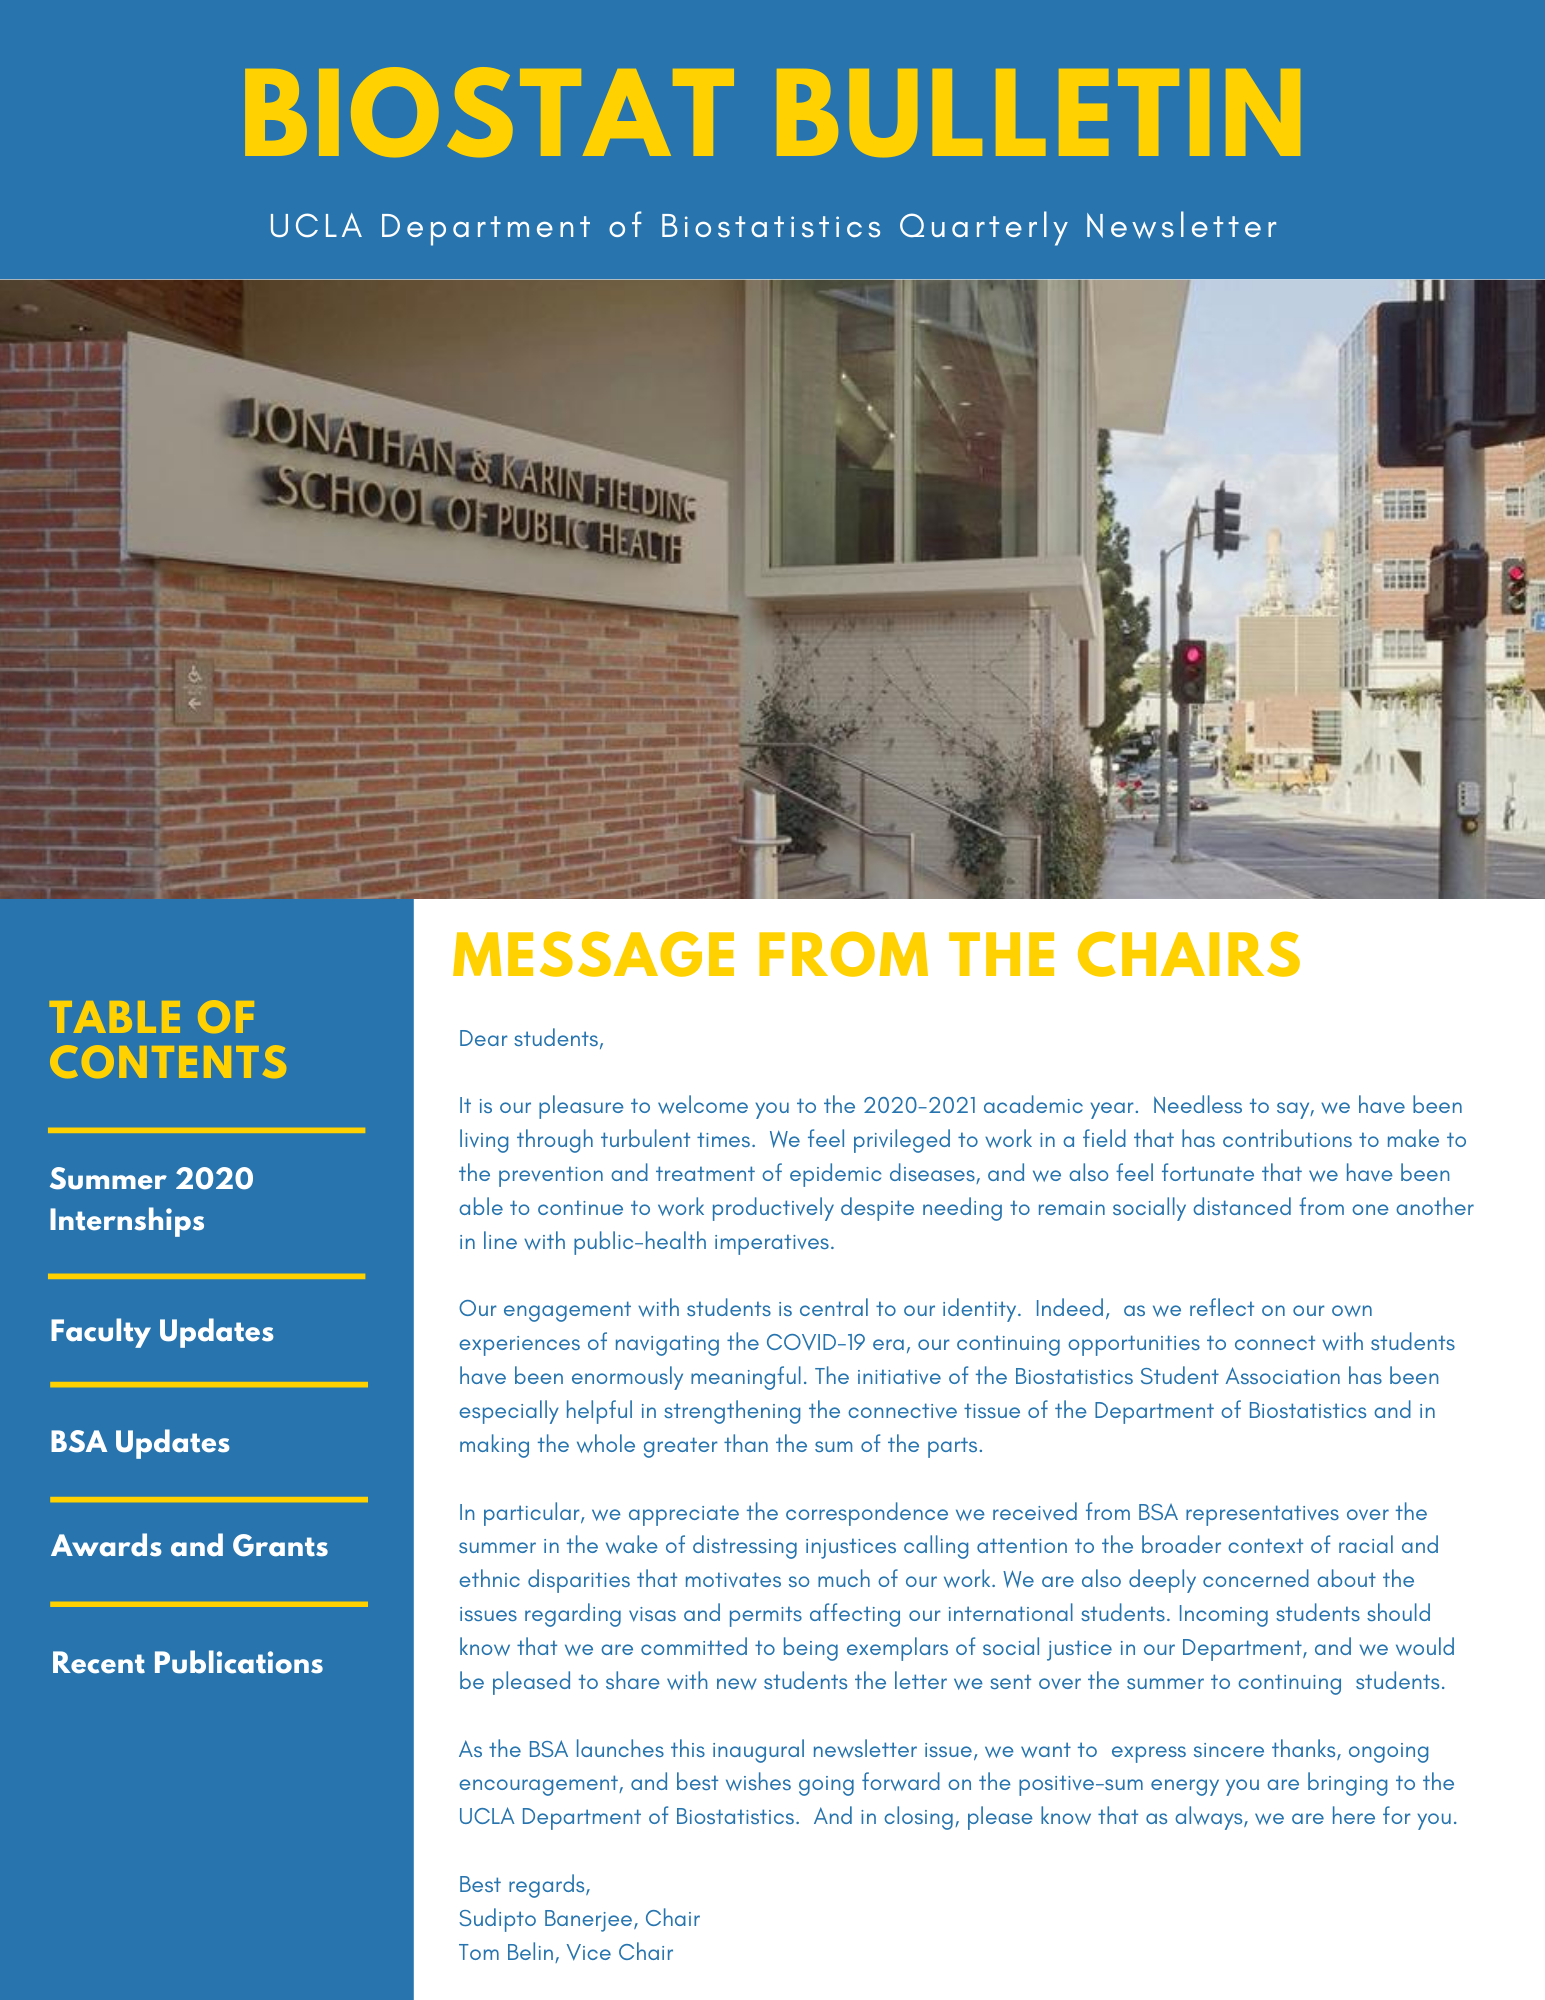 BIOSTAT BULLETIN
UCLA Department of Biostatistics Quarterly Newsletter
JONATHAN & KARIN FIELDING
SCHOOL OF PUBLIC HEALTH
TABLE OF
CONTENTS
Summer 2020
Internships
Faculty Updates
BSA Updates
Awards and Grants
Recent Publications
MESSAGE FROM THE CHAIRS
Dear students,
It is our pleasure to welcome you to the 2020-2021 academic year.  Needless to say, we have been
living through turbulent times.  We feel privileged to work in a field that has contributions to make to
the prevention and treatment of epidemic diseases, and we also feel fortunate that we have been
able to continue to work productively despite needing to remain socially distanced from one another
in line with public-health imperatives.
Our engagement with students is central to our identity.  Indeed,  as we reflect on our own
experiences of navigating the COVID-19 era, our continuing opportunities to connect with students
have been enormously meaningful. The initiative of the Biostatistics Student Association has been
especially helpful in strengthening the connective tissue of the Department of Biostatistics and in
making the whole greater than the sum of the parts.
In particular, we appreciate the correspondence we received from BSA representatives over the
summer in the wake of distressing injustices calling attention to the broader context of racial and
ethnic disparities that motivates so much of our work. We are also deeply concerned about the
issues regarding visas and permits affecting our international students. Incoming students should
know that we are committed to being exemplars of social justice in our Department, and we would
be pleased to share with new students the letter we sent over the summer to continuing  students.
As the BSA launches this inaugural newsletter issue, we want to  express sincere thanks, ongoing
encouragement, and best wishes going forward on the positive-sum energy you are bringing to the
UCLA Department of Biostatistics.  And in closing, please know that as always, we are here for you.
Best regards,
Sudipto Banerjee, Chair
Tom Belin, Vice Chair